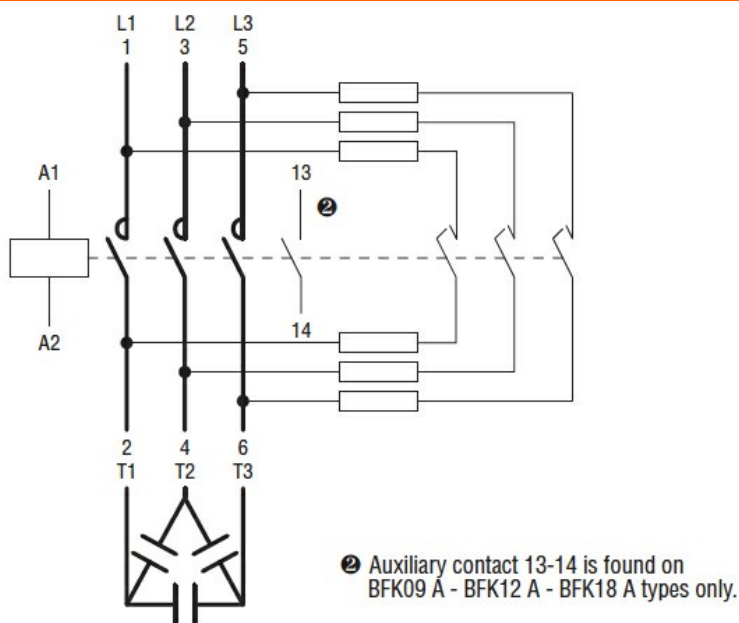 L1 L2 L3
1 3 5
A1
13
❷
14
A2
2 4 6
T1 T2 T3
❷ Auxiliary contact 13-14 is found on
BFK09 A - BFK12 A - BFK18 A types only.